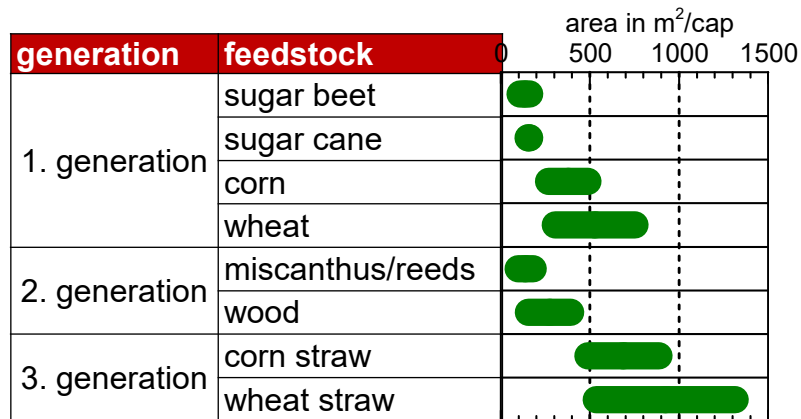 area in m²/cap
generation feedstock 0 500 1000 1500
1. generation
sugar beet
sugar cane
corn
wheat
2. generation
miscanthus/reeds
wood
3. generation
corn straw
wheat straw